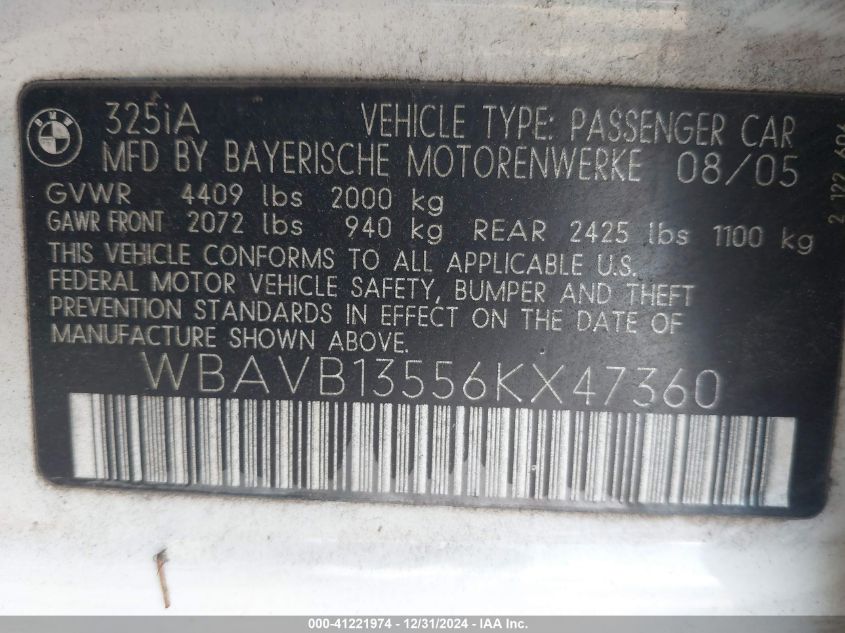 BMW
325iA VEHICLE TYPE: PASSENGER CAR
MFD BY BAYERISCHE MOTORENWERKE 08/05
GVWR 4409 lbs 2000 kg
GAWR FRONT 2072 lbs 940 kg REAR 2425 lbs 1100 kg
THIS VEHICLE CONFORMS TO ALL APPLICABLE U.S.
FEDERAL MOTOR VEHICLE SAFETY, BUMPER AND THEFT
PREVENTION STANDARDS IN EFFECT ON THE DATE OF
MANUFACTURE SHOWN ABOVE.
WBAVB13556KX47360
000-41221974 - 12/31/2024 - IAA Inc.